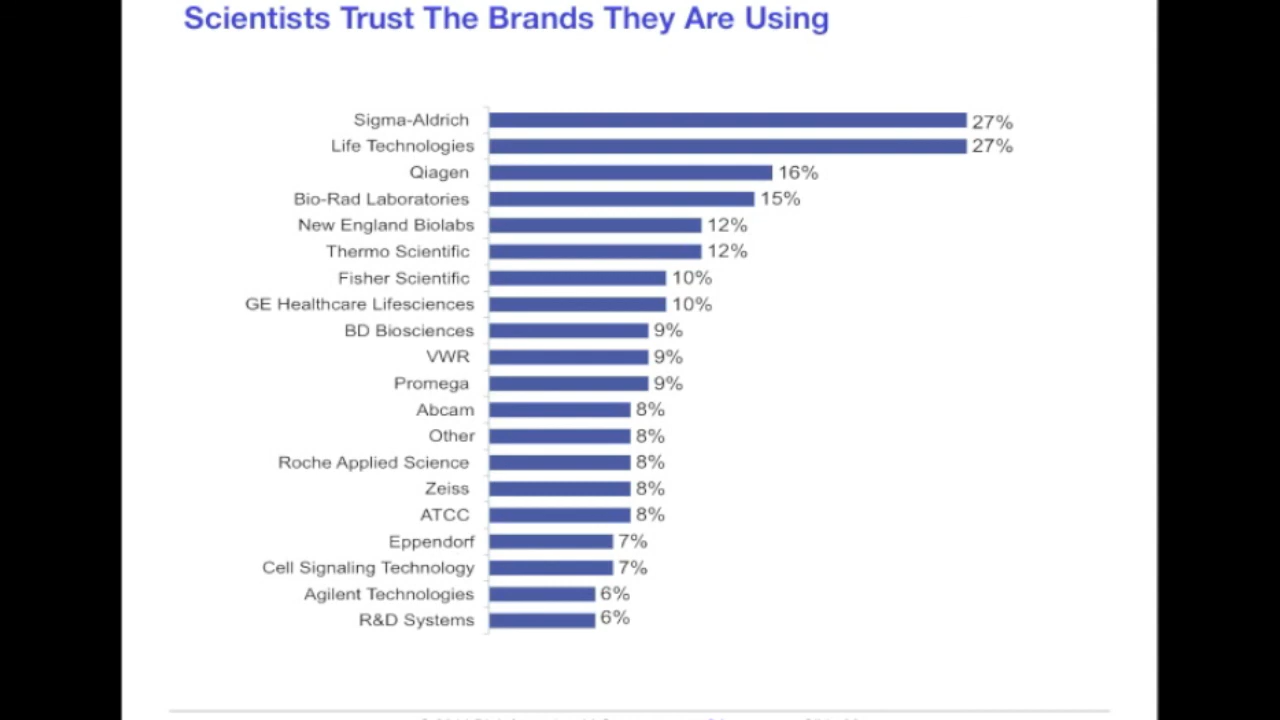 Scientists Trust The Brands They Are Using
Sigma-Aldrich 27%
Life Technologies 27%
Qiagen 16%
Bio-Rad Laboratories 15%
New England Biolabs 12%
Thermo Scientific 12%
Fisher Scientific 10%
GE Healthcare Lifesciences 10%
BD Biosciences 9%
VWR 9%
Promega 9%
Abcam 8%
Other 8%
Roche Applied Science 8%
Zeiss 8%
ATCC 8%
Eppendorf 7%
Cell Signaling Technology 7%
Agilent Technologies 6%
R&D Systems 6%